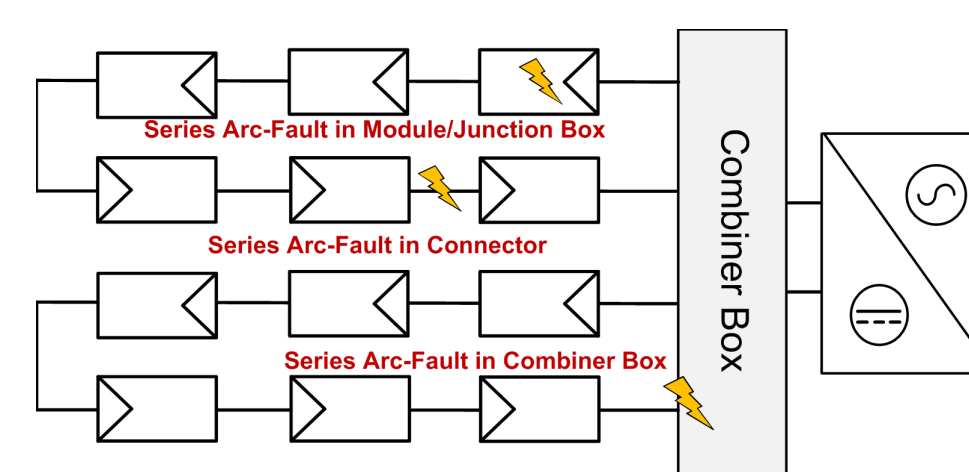 Series Arc-Fault in Module/Junction Box
Series Arc-Fault in Connector
Series Arc-Fault in Combiner Box
Combiner Box